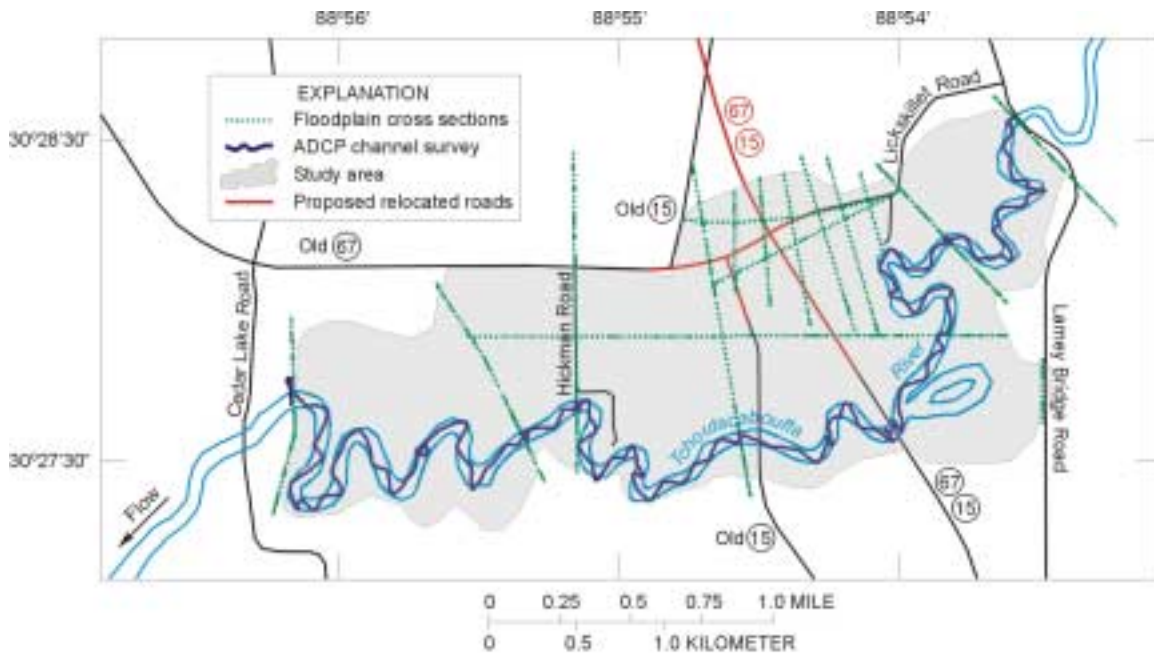 88°56' 88°55' 88°54'
EXPLANATION
Floodplain cross sections
ADCP channel survey
Study area
Proposed relocated roads
30°28'30"
30°27'30"
67
15
Lickskillet Road
Old 15
Old 67
Cadar Lake Road
Hickman Road
River
Tchoutacabouffa
Lamey Bridge Road
Flow
67
15
Old 15
0 0.25 0.5 0.75 1.0 MILE
0 0.5 1.0 KILOMETER